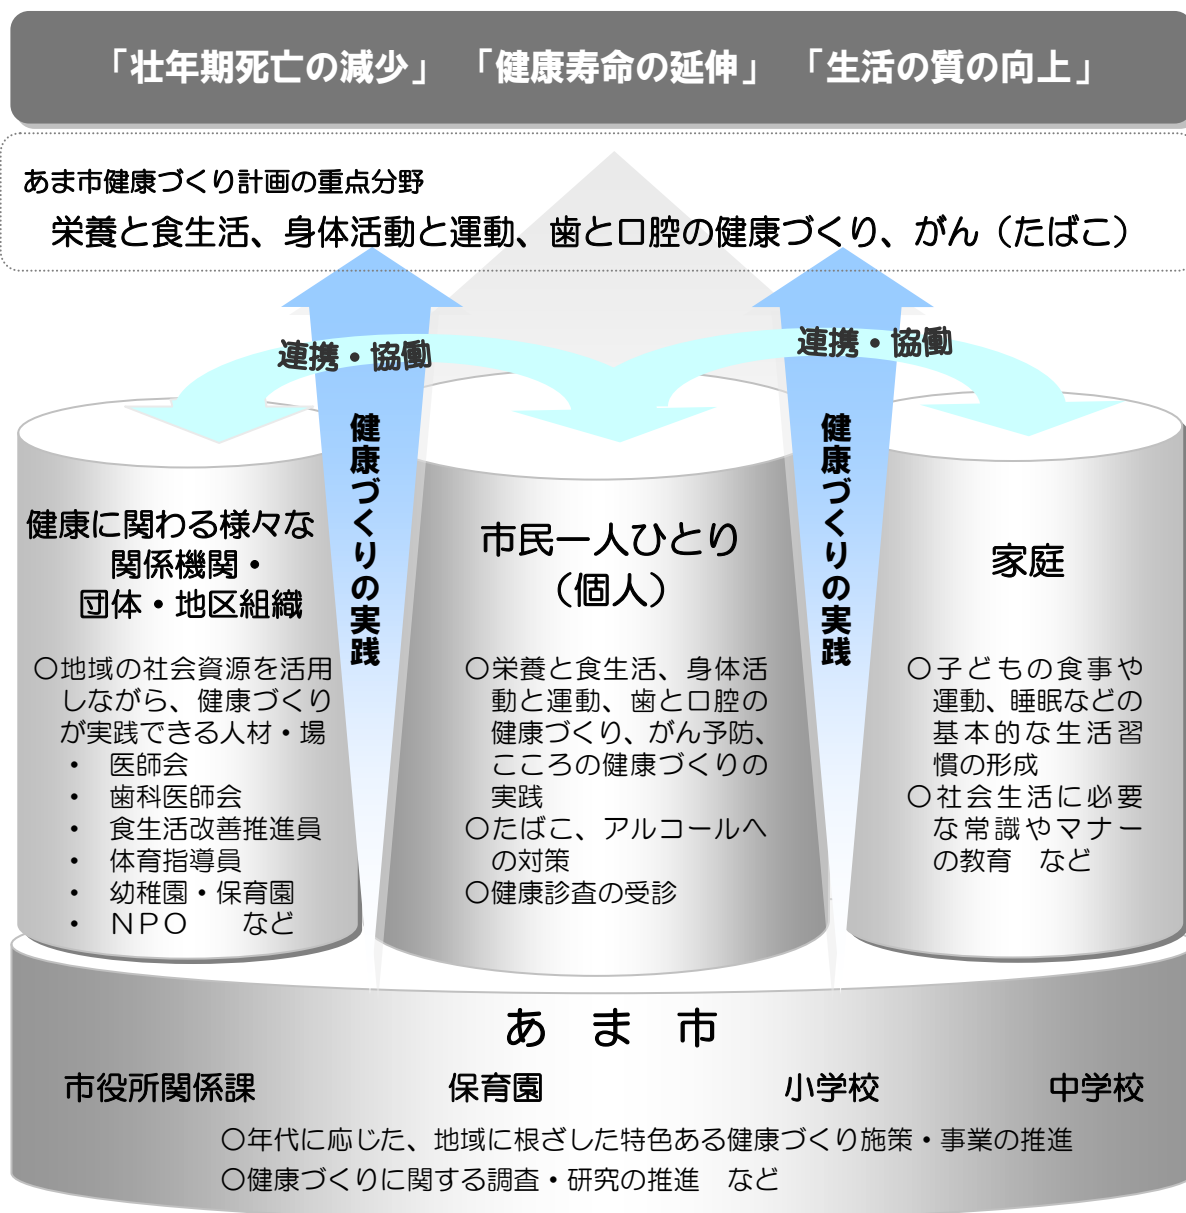 「壮年期死亡の減少」 「健康寿命の延伸」 「生活の質の向上」
あま市健康づくり計画の重点分野
栄養と食生活、身体活動と運動、歯と口腔の健康づくり、がん（たばこ）
連携・協働
連携・協働
健康づくりの実践
健康づくりの実践
健康に関わる様々な
関係機関・
団体・地区組織
○地域の社会資源を活用
しながら、健康づくり
が実践できる人材・場
・ 医師会
・ 歯科医師会
・ 食生活改善推進員
・ 体育指導員
・ 幼稚園・保育園
・ ＮＰＯ　　など
市民一人ひとり
（個人）
○栄養と食生活、身体活
動と運動、歯と口腔の
健康づくり、がん予防、
こころの健康づくりの
実践
○たばこ、アルコールへ
の対策
○健康診査の受診
家庭
○子どもの食事や
運動、睡眠などの
基本的な生活習
慣の形成
○社会生活に必要
な常識やマナー
の教育　など
あ　ま　市
市役所関係課　保育園　小学校　中学校
○年代に応じた、地域に根ざした特色ある健康づくり施策・事業の推進
○健康づくりに関する調査・研究の推進　など